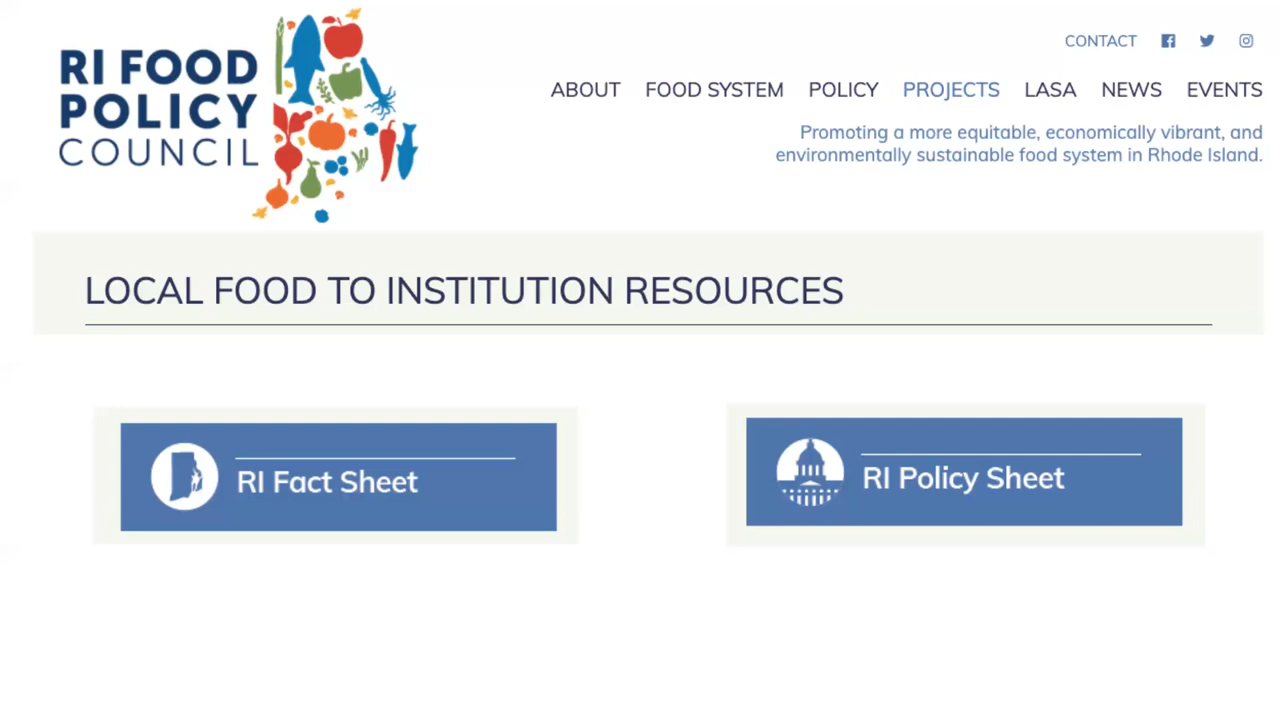 RI FOOD
POLICY
COUNCIL
CONTACT
ABOUT FOOD SYSTEM POLICY PROJECTS LASA NEWS EVENTS
Promoting a more equitable, economically vibrant, and
environmentally sustainable food system in Rhode Island.
LOCAL FOOD TO INSTITUTION RESOURCES
RI Fact Sheet
RI Policy Sheet